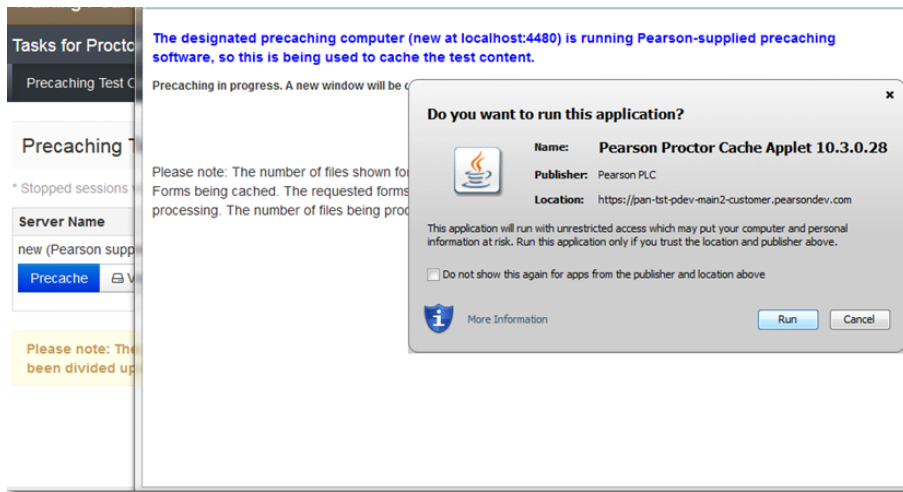 Tasks for Procto
Precaching Test C
Precaching T
* Stopped sessions
Server Name
new (Pearson supp
Precache
The designated precaching computer (new at localhost:4480) is running Pearson-supplied precaching
software, so this is being used to cache the test content.
Precaching in progress. A new window will be
Please note: The number of files shown fo
Forms being cached. The requested forms
processing. The number of files being proc
Do you want to run this application?
Name: Pearson Proctor Cache Applet 10.3.0.28
Publisher: Pearson PLC
Location: https://pan-tst-pdev-main2-customer.pearsondev.com
This application will run with unrestricted access which may put your computer and personal
information at risk. Run this application only if you trust the location and publisher above.
Do not show this again for apps from the publisher and location above
More Information
Run
Cancel
Please note: The
been divided up